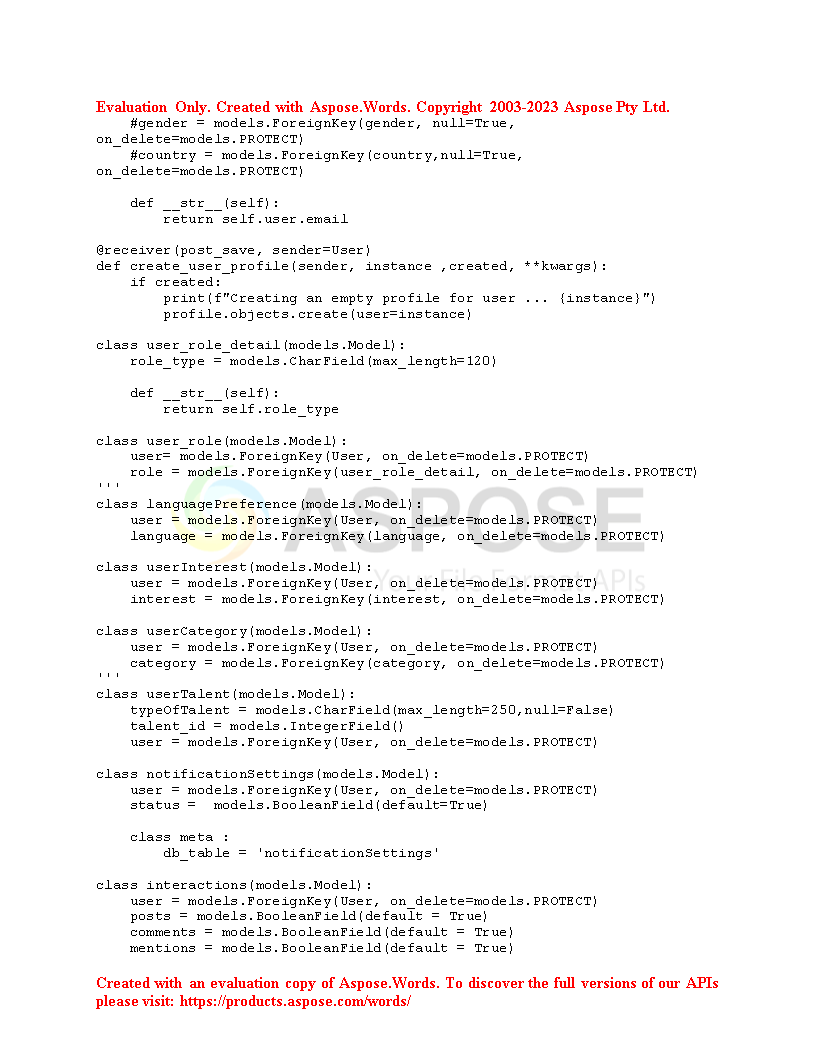 Evaluation Only. Created with Aspose.Words. Copyright 2003-2023 Aspose Pty Ltd.
    #gender = models.ForeignKey(gender, null=True,
on_delete=models.PROTECT)
    #country = models.ForeignKey(country,null=True,
on_delete=models.PROTECT)

    def __str__(self):
        return self.user.email

@receiver(post_save, sender=User)
def create_user_profile(sender, instance ,created, **kwargs):
    if created:
        print(f"Creating an empty profile for user ... {instance}")
        profile.objects.create(user=instance)

class user_role_detail(models.Model):
    role_type = models.CharField(max_length=120)

    def __str__(self):
        return self.role_type

class user_role(models.Model):
    user= models.ForeignKey(User, on_delete=models.PROTECT)
    role = models.ForeignKey(user_role_detail, on_delete=models.PROTECT)
'''
class languagePreference(models.Model):
    user = models.ForeignKey(User, on_delete=models.PROTECT)
    language = models.ForeignKey(language, on_delete=models.PROTECT)
ASPOSE
Your File Format APIs

class userInterest(models.Model):
    user = models.ForeignKey(User, on_delete=models.PROTECT)
    interest = models.ForeignKey(interest, on_delete=models.PROTECT)

class userCategory(models.Model):
    user = models.ForeignKey(User, on_delete=models.PROTECT)
    category = models.ForeignKey(category, on_delete=models.PROTECT)
'''
class userTalent(models.Model):
    typeOfTalent = models.CharField(max_length=250,null=False)
    talent_id = models.IntegerField()
    user = models.ForeignKey(User, on_delete=models.PROTECT)

class notificationSettings(models.Model):
    user = models.ForeignKey(User, on_delete=models.PROTECT)
    status =  models.BooleanField(default=True)

    class meta :
        db_table = 'notificationSettings'

class interactions(models.Model):
    user = models.ForeignKey(User, on_delete=models.PROTECT)
    posts = models.BooleanField(default = True)
    comments = models.BooleanField(default = True)
    mentions = models.BooleanField(default = True)

Created with an evaluation copy of Aspose.Words. To discover the full versions of our APIs
please visit: https://products.aspose.com/words/